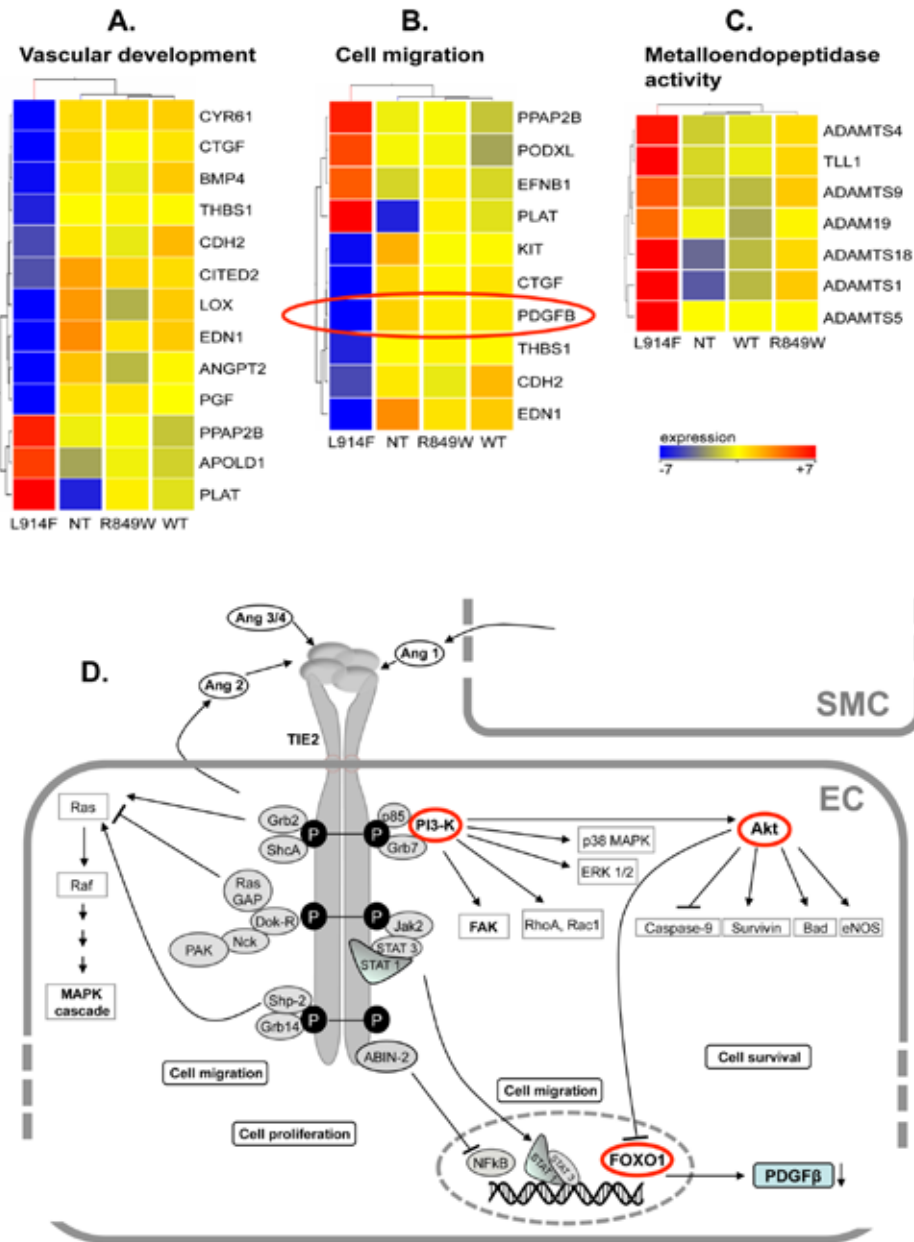 A.
Vascular development
CYR61
CTGF
BMP4
THBS1
CDH2
CITED2
LOX
EDN1
ANGPT2
PGF
PPAP2B
APOLD1
PLAT
L914F NT R849W WT
B.
Cell migration
PPAP2B
PODXL
EFNB1
PLAT
KIT
CTGF
PDGFB
THBS1
CDH2
EDN1
L914F NT R849W WT
C.
Metalloendopeptidase
activity
ADAMTS4
TLL1
ADAMTS9
ADAM19
ADAMTS18
ADAMTS1
ADAMTS5
L914F NT WT R849W
expression
-7 +7
D.
Ang 3/4
Ang 1
Ang 2
TIE2
SMC
EC
Ras
Raf
MAPK
cascade
Grb2
ShcA
P
P
p85
PI3-K
Grb7
Akt
p38 MAPK
ERK 1/2
FAK
RhoA, Rac1
Caspase-9
Survivin
Bad
eNOS
Ras
GAP
Dok-R
Nck
PAK
P
P
Jak2
STAT 3
STAT 1
Shp-2
Grb14
P
P
ABIN-2
Cell migration
Cell proliferation
Cell migration
Cell survival
NFkB
STAT
STAT 3
FOXO1
PDGFβ